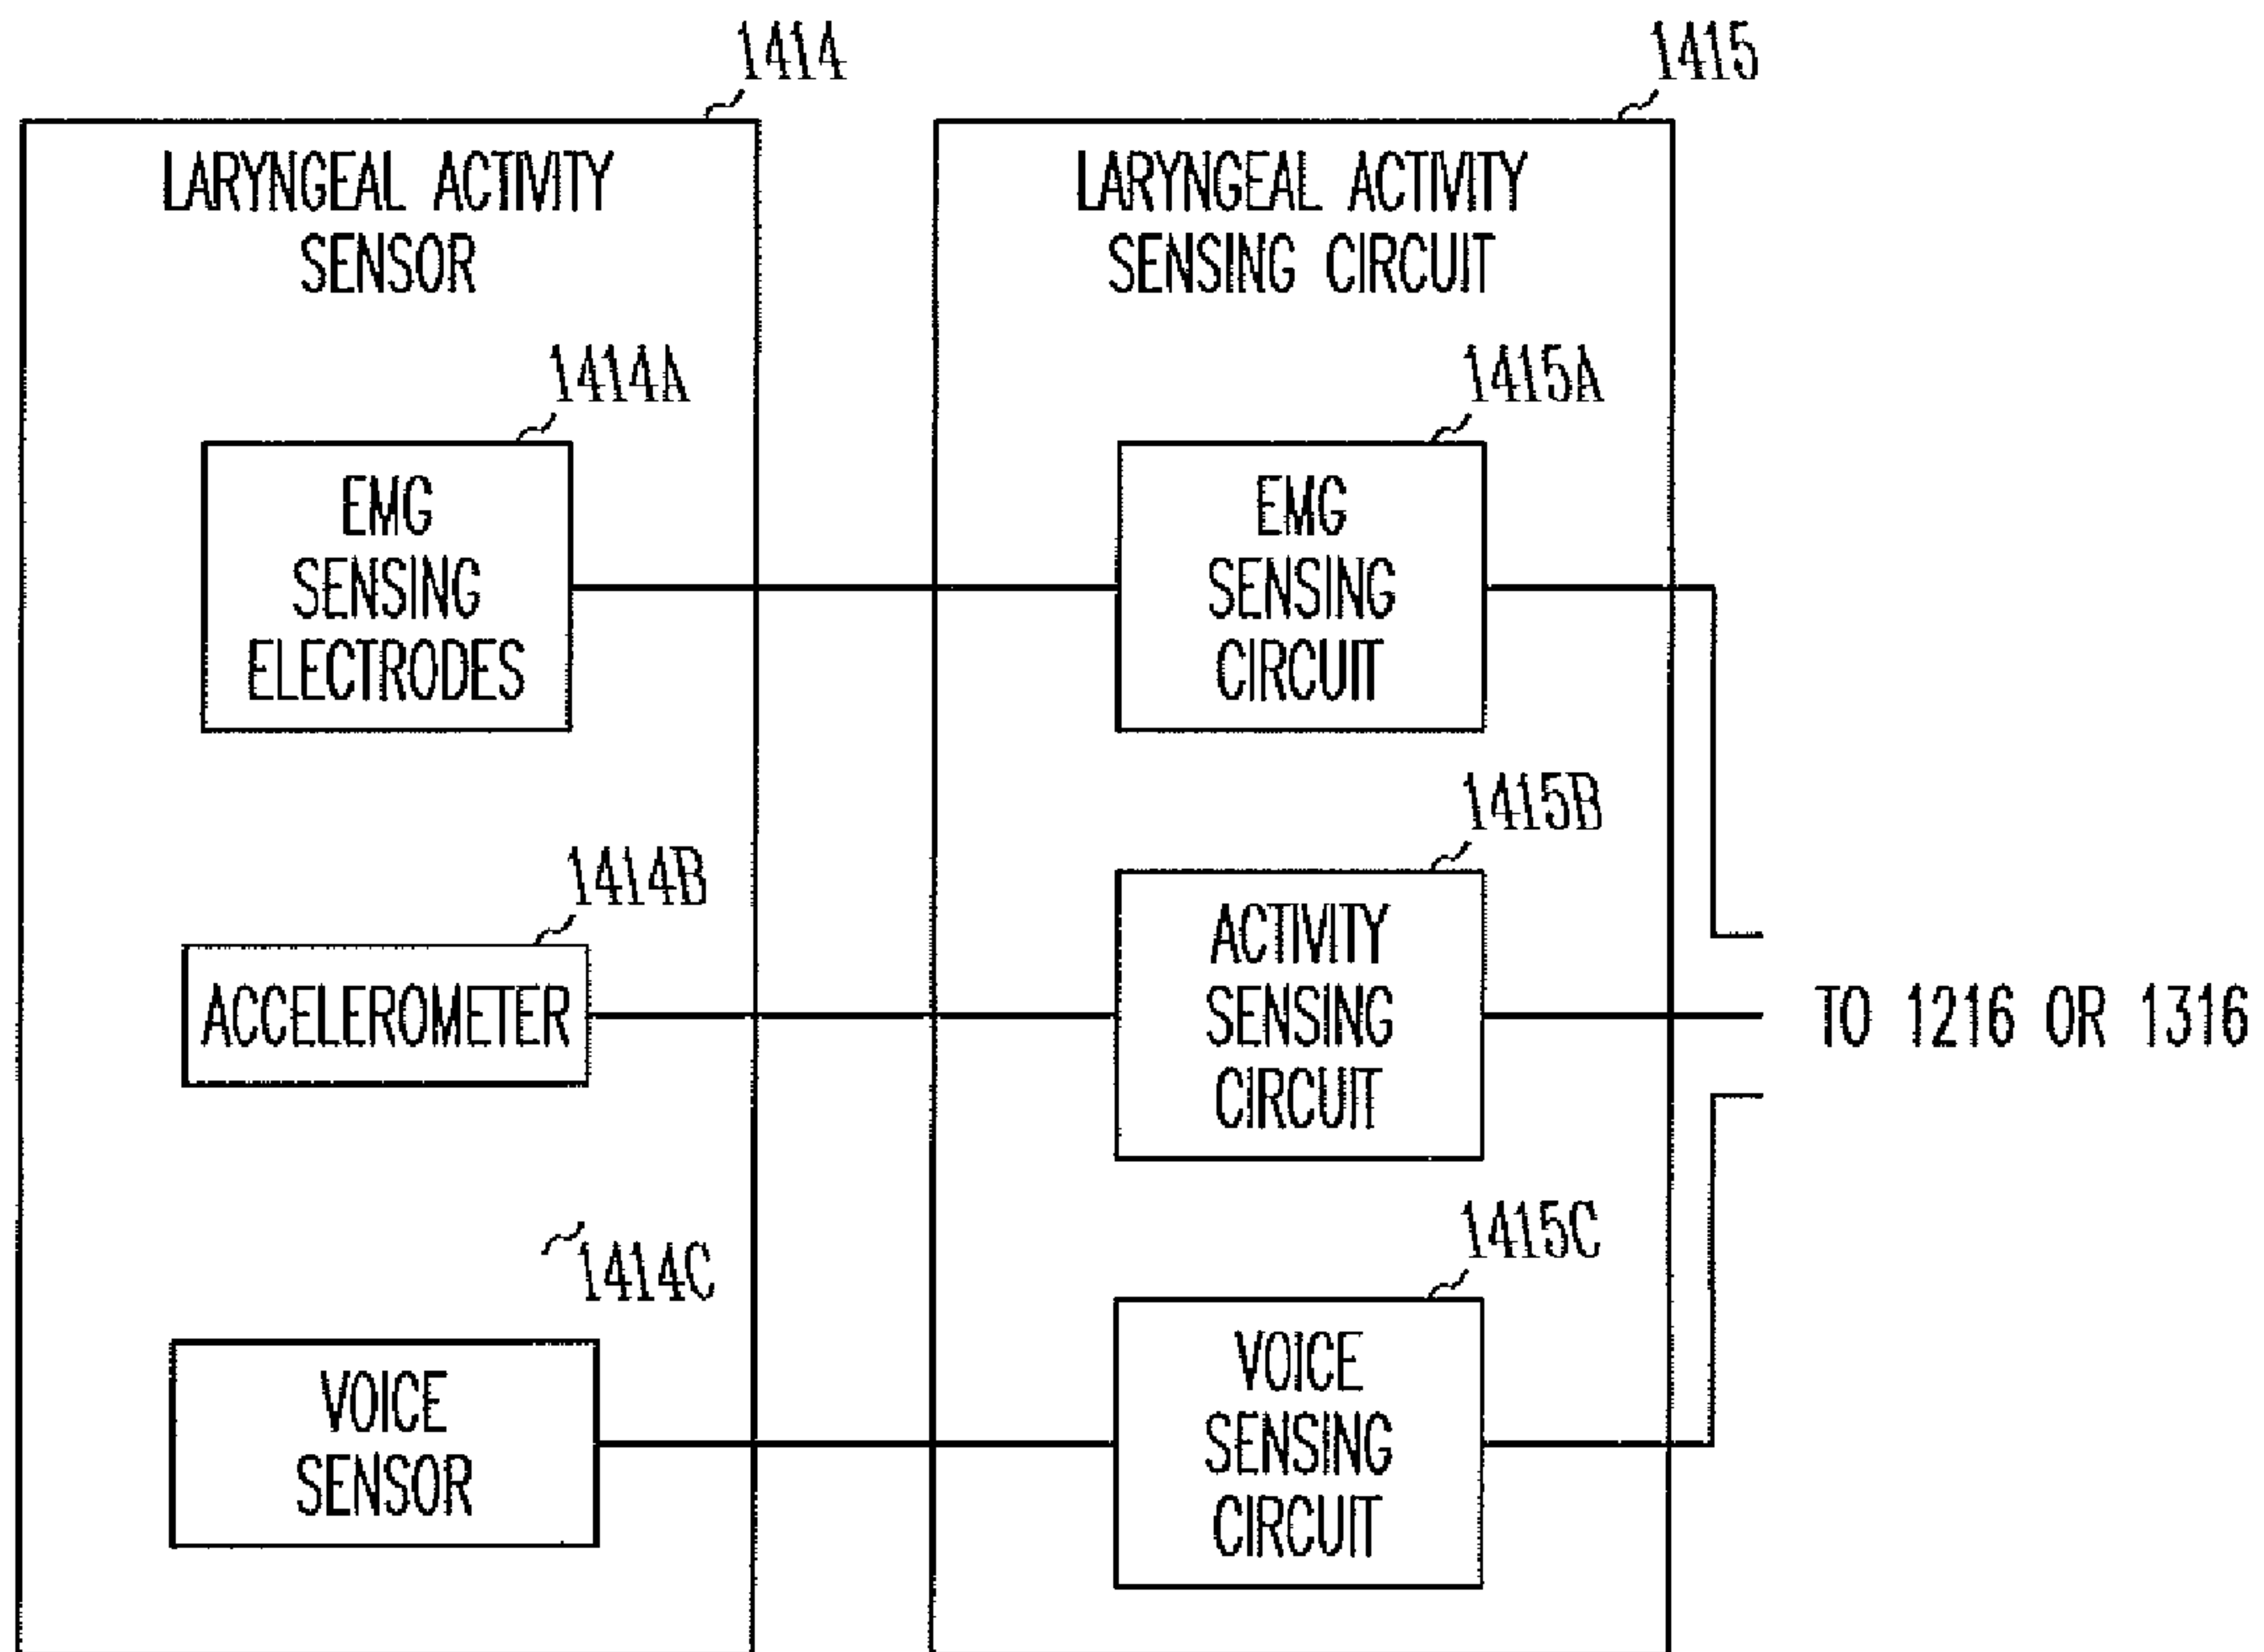 1414
1415
LARYNGEAL ACTIVITY
SENSOR
LARYNGEAL ACTIVITY
SENSING CIRCUIT
1414A
1415A
EMG
SENSING
ELECTRODES
EMG
SENSING
CIRCUIT
1414B
1415B
ACCELEROMETER
ACTIVITY
SENSING
CIRCUIT
TO 1216 OR 1316
1414C
1415C
VOICE
SENSOR
VOICE
SENSING
CIRCUIT